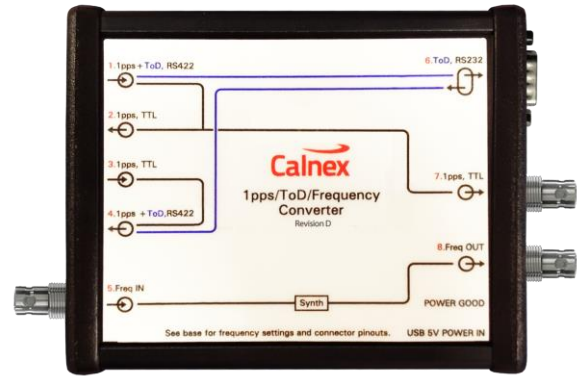 1.1pps+ToD, RS422
6.ToD, RS232
2.1pps, TTL
3.1pps, TTL
Calnex
7.1pps, TTL
1pps/ToD/Frequency
Converter
4.1pps +ToD,RS422
Revision D
8.Freq OUT
5.Freq IN
Synth
POWER GOOD
See base for frequency settings and connector pinouts.
USB 5V POWER IN